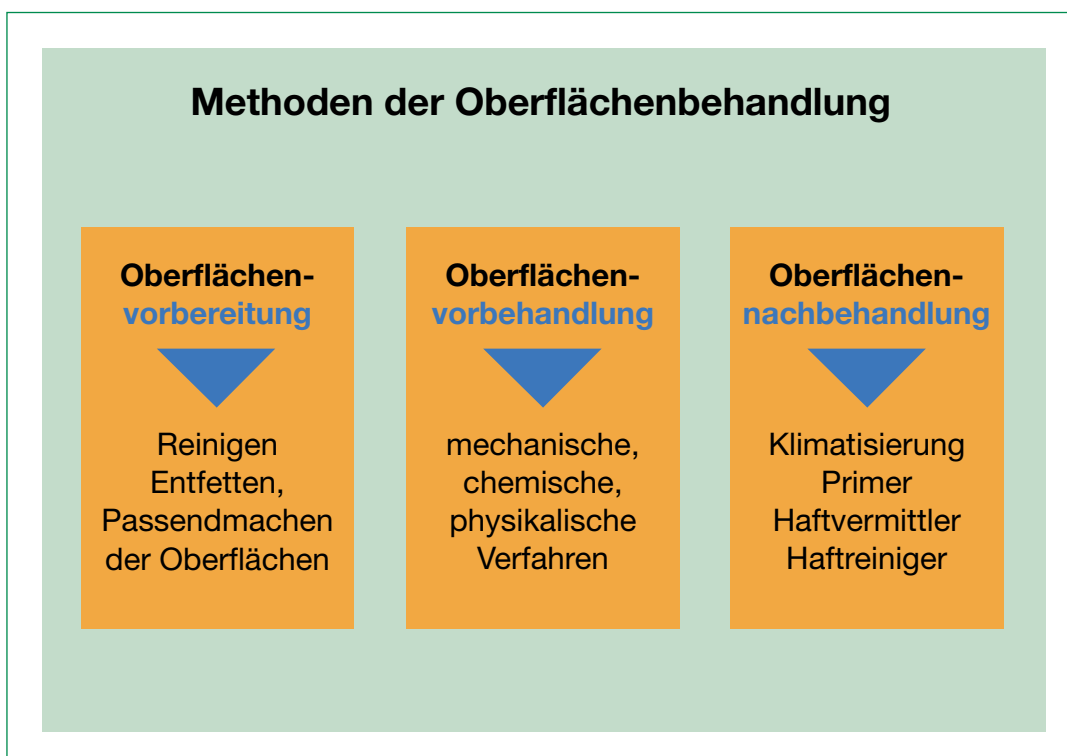 Methoden der Oberflächenbehandlung
Oberflächen-
vorbereitung
Reinigen
Entfetten,
Passendmachen
der Oberflächen
Oberflächen-
vorbehandlung
mechanische,
chemische,
physikalische
Verfahren
Oberflächen-
nachbehandlung
Klimatisierung
Primer
Haftvermittler
Haftreiniger